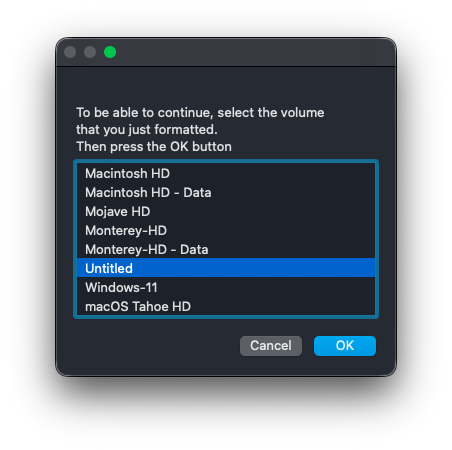 To be able to continue, select the volume
that you just formatted.
Then press the OK button
Macintosh HD
Macintosh HD - Data
Mojave HD
Monterey-HD
Monterey-HD - Data
Untitled
Windows-11
macOS Tahoe HD
Cancel
OK